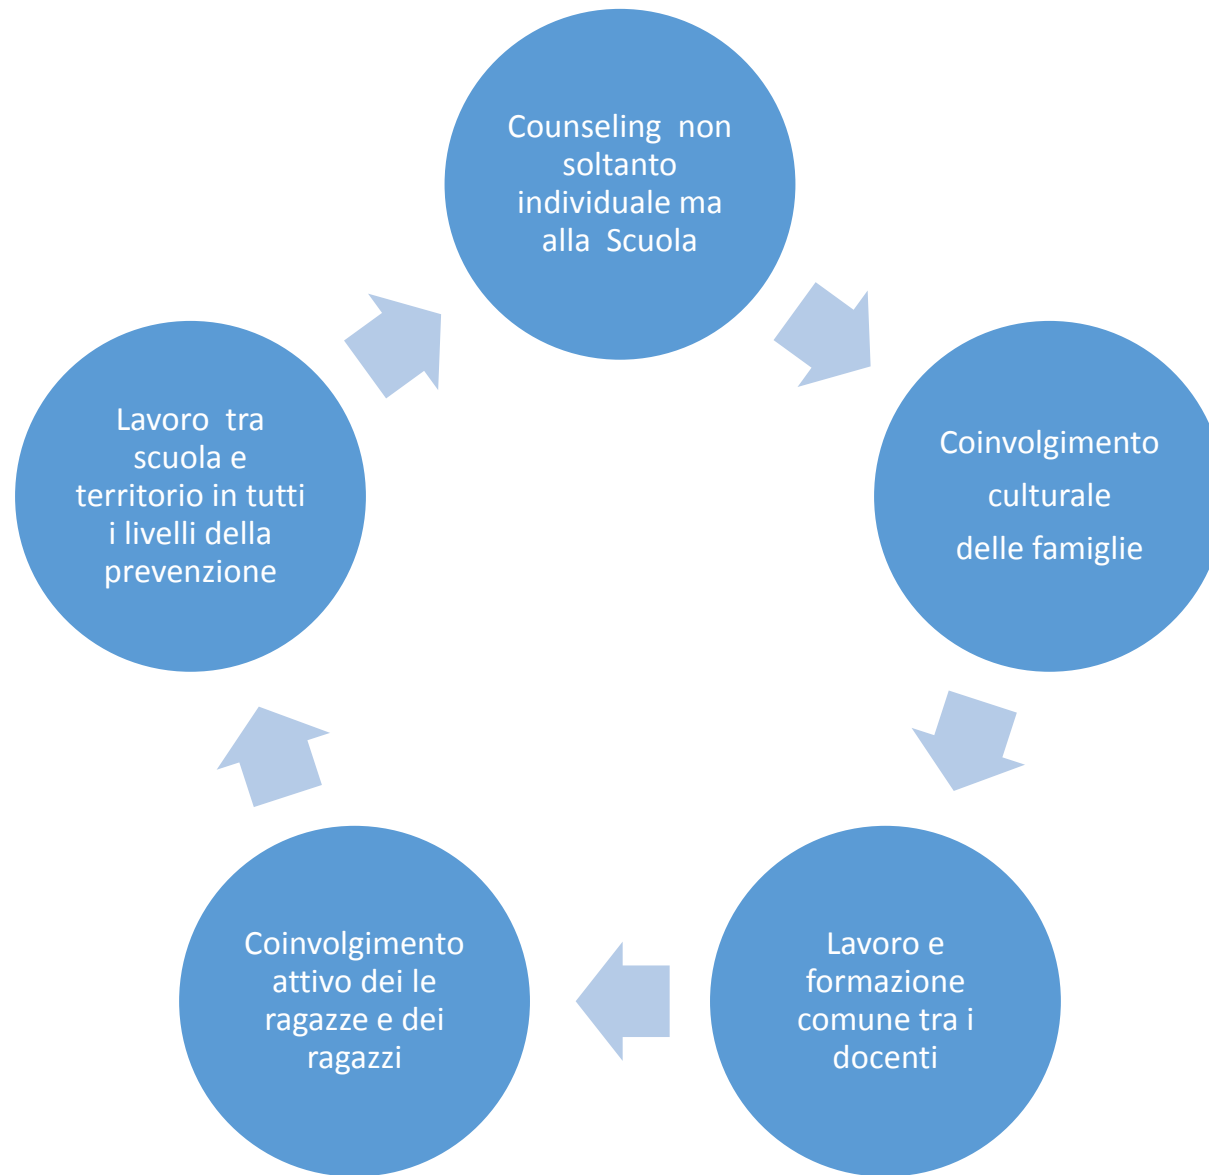 Counseling  non
soltanto
individuale ma
alla  Scuola
Coinvolgimento
culturale
delle famiglie
Lavoro e
formazione
comune tra i
docenti
Coinvolgimento
attivo dei le
ragazze e dei
ragazzi
Lavoro  tra
scuola e
territorio in tutti
i livelli della
prevenzione